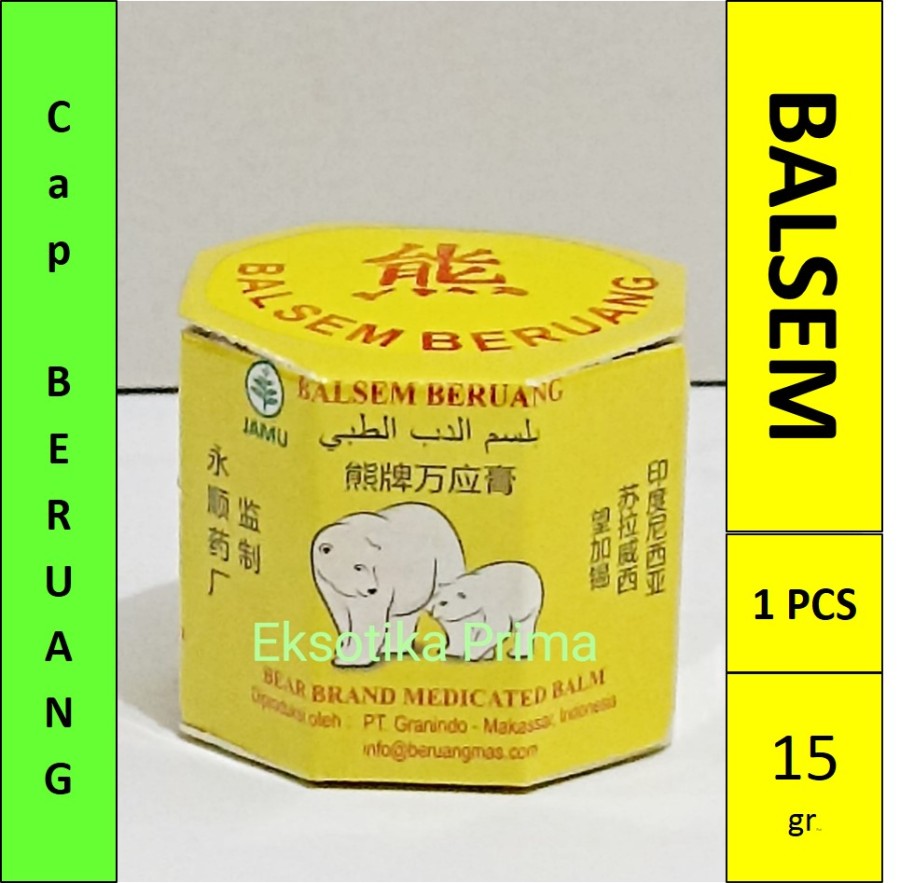 Cap BERUANG
熊
BALSEM BERUANG
JAMU
BALSEM BERUANG
بلسم الدب الطبي
熊牌万应膏
永顺药厂
监制
印度尼西亚
苏拉威西
望加锡
Eksotika Prima
BEAR BRAND MEDICATED BALM
Diproduksi oleh : PT. Granindo - Makassar, Indonesia
info@beruangmas.com
BALSEM
1 PCS
15
gr.